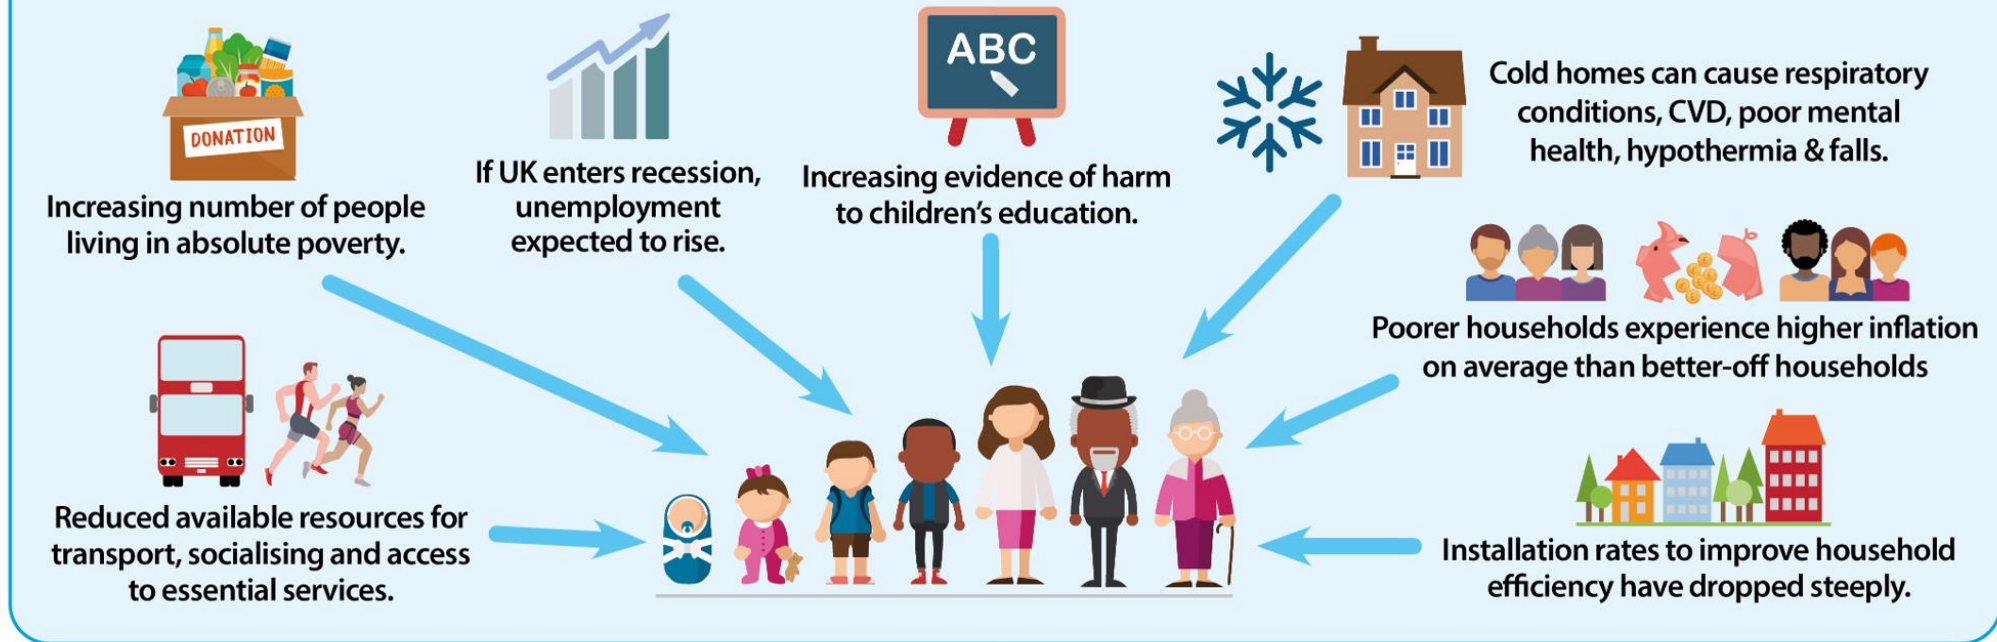 DONATION
Increasing number of people
living in absolute poverty.
If UK enters recession,
unemployment
expected to rise.
ABC
Increasing evidence of harm
to children’s education.
Cold homes can cause respiratory
conditions, CVD, poor mental
health, hypothermia & falls.
Poorer households experience higher inflation
on average than better-off households
Reduced available resources for
transport, socialising and access
to essential services.
Installation rates to improve household
efficiency have dropped steeply.